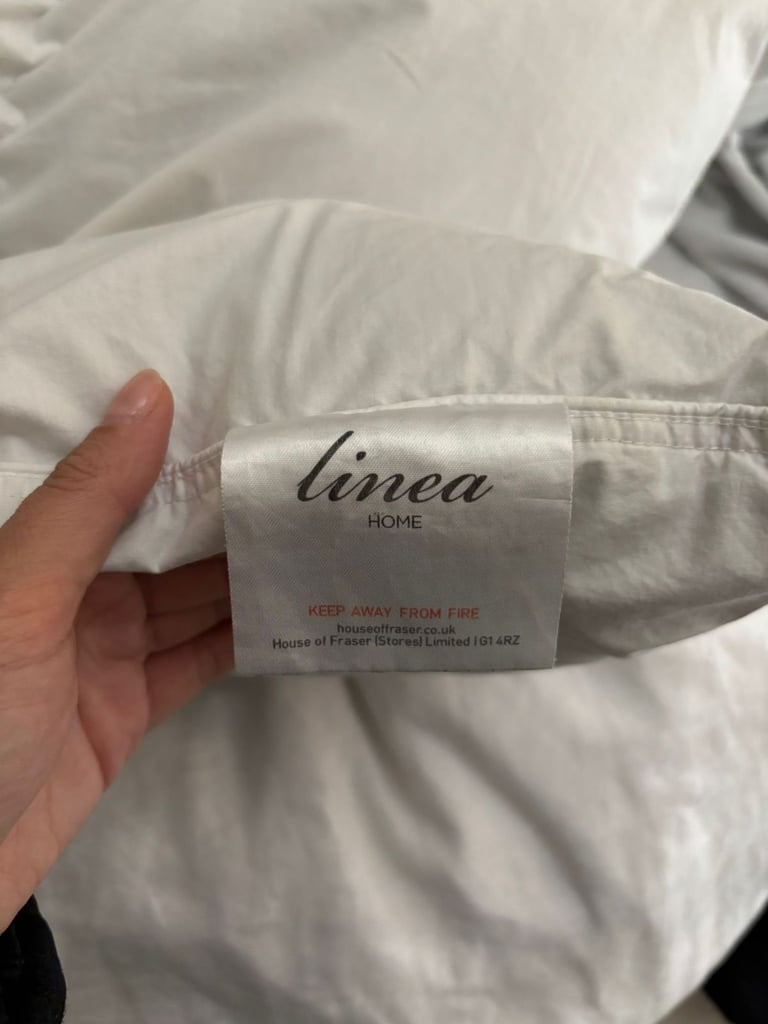 linea
HOME
KEEP AWAY FROM FIRE
houseoffraser.co.uk
House of Fraser (Stores) Limited | G1 4RZ